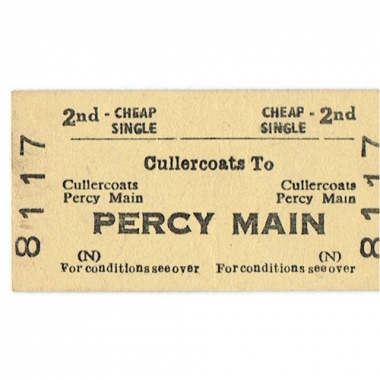 2nd - CHEAP SINGLE
CHEAP - 2nd SINGLE
Cullercoats To
Cullercoats Cullercoats
Percy Main Percy Main
PERCY MAIN
(N) (N)
For conditions see over For conditions see over
8117
8117